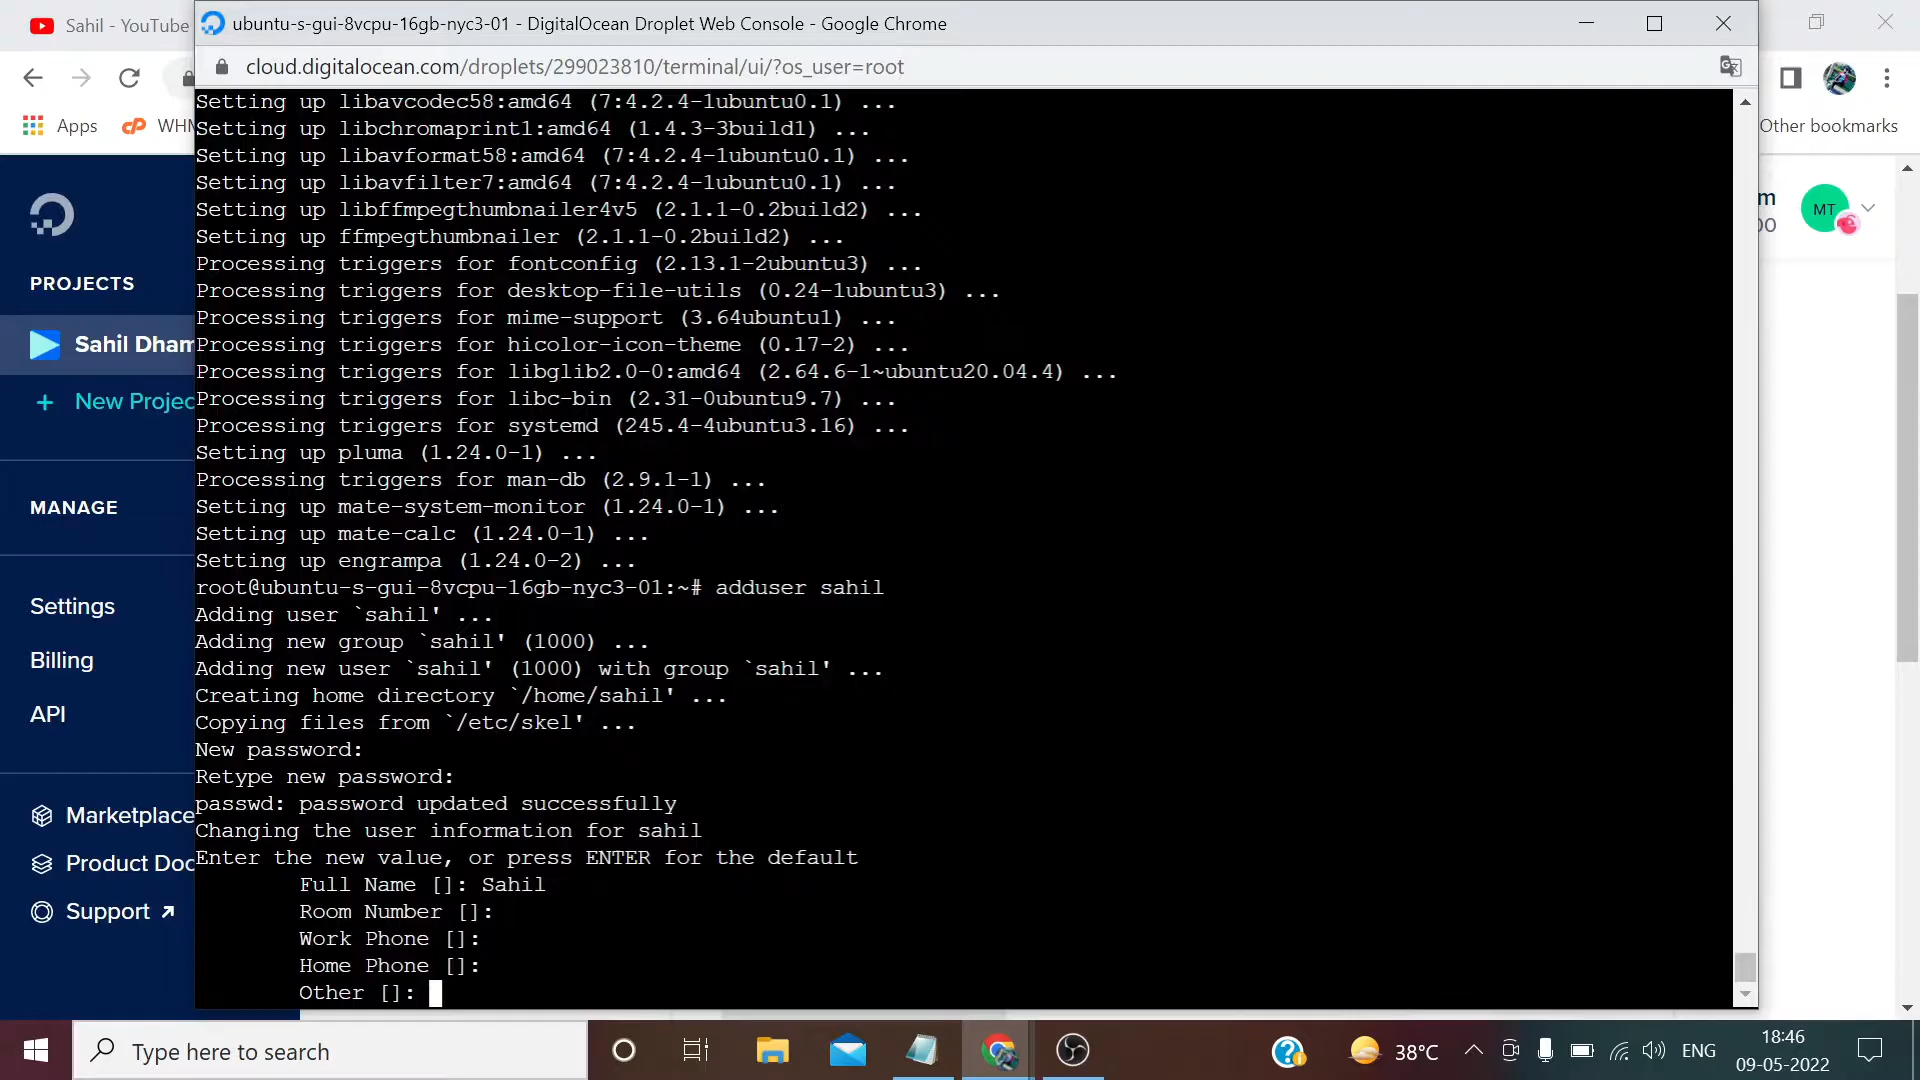 Sahil - YouTube
ubuntu-s-gui-8vcpu-16gb-nyc3-01 - DigitalOcean Droplet Web Console - Google Chrome
cloud.digitalocean.com/droplets/299023810/terminal/ui/?os_user=root
Apps
WHM
Other bookmarks
m
00
MT
PROJECTS
Sahil Dham
+ New Projec
MANAGE
Settings
Billing
API
Marketplace
Product Doc
Support
Setting up libavcodec58:amd64 (7:4.2.4-1ubuntu0.1) ...
Setting up libchromaprint1:amd64 (1.4.3-3build1) ...
Setting up libavformat58:amd64 (7:4.2.4-1ubuntu0.1) ...
Setting up libavfilter7:amd64 (7:4.2.4-1ubuntu0.1) ...
Setting up libffmpegthumbnailer4v5 (2.1.1-0.2build2) ...
Setting up ffmpegthumbnailer (2.1.1-0.2build2) ...
Processing triggers for fontconfig (2.13.1-2ubuntu3) ...
Processing triggers for desktop-file-utils (0.24-1ubuntu3) ...
Processing triggers for mime-support (3.64ubuntu1) ...
Processing triggers for hicolor-icon-theme (0.17-2) ...
Processing triggers for libglib2.0-0:amd64 (2.64.6-1~ubuntu20.04.4) ...
Processing triggers for libc-bin (2.31-0ubuntu9.7) ...
Processing triggers for systemd (245.4-4ubuntu3.16) ...
Setting up pluma (1.24.0-1) ...
Processing triggers for man-db (2.9.1-1) ...
Setting up mate-system-monitor (1.24.0-1) ...
Setting up mate-calc (1.24.0-1) ...
Setting up engrampa (1.24.0-2) ...
root@ubuntu-s-gui-8vcpu-16gb-nyc3-01:~# adduser sahil
Adding user `sahil' ...
Adding new group `sahil' (1000) ...
Adding new user `sahil' (1000) with group `sahil' ...
Creating home directory `/home/sahil' ...
Copying files from `/etc/skel' ...
New password:
Retype new password:
passwd: password updated successfully
Changing the user information for sahil
Enter the new value, or press ENTER for the default
Full Name []: Sahil
Room Number []:
Work Phone []:
Home Phone []:
Other []:
Type here to search
38°C
ENG
18:46
09-05-2022